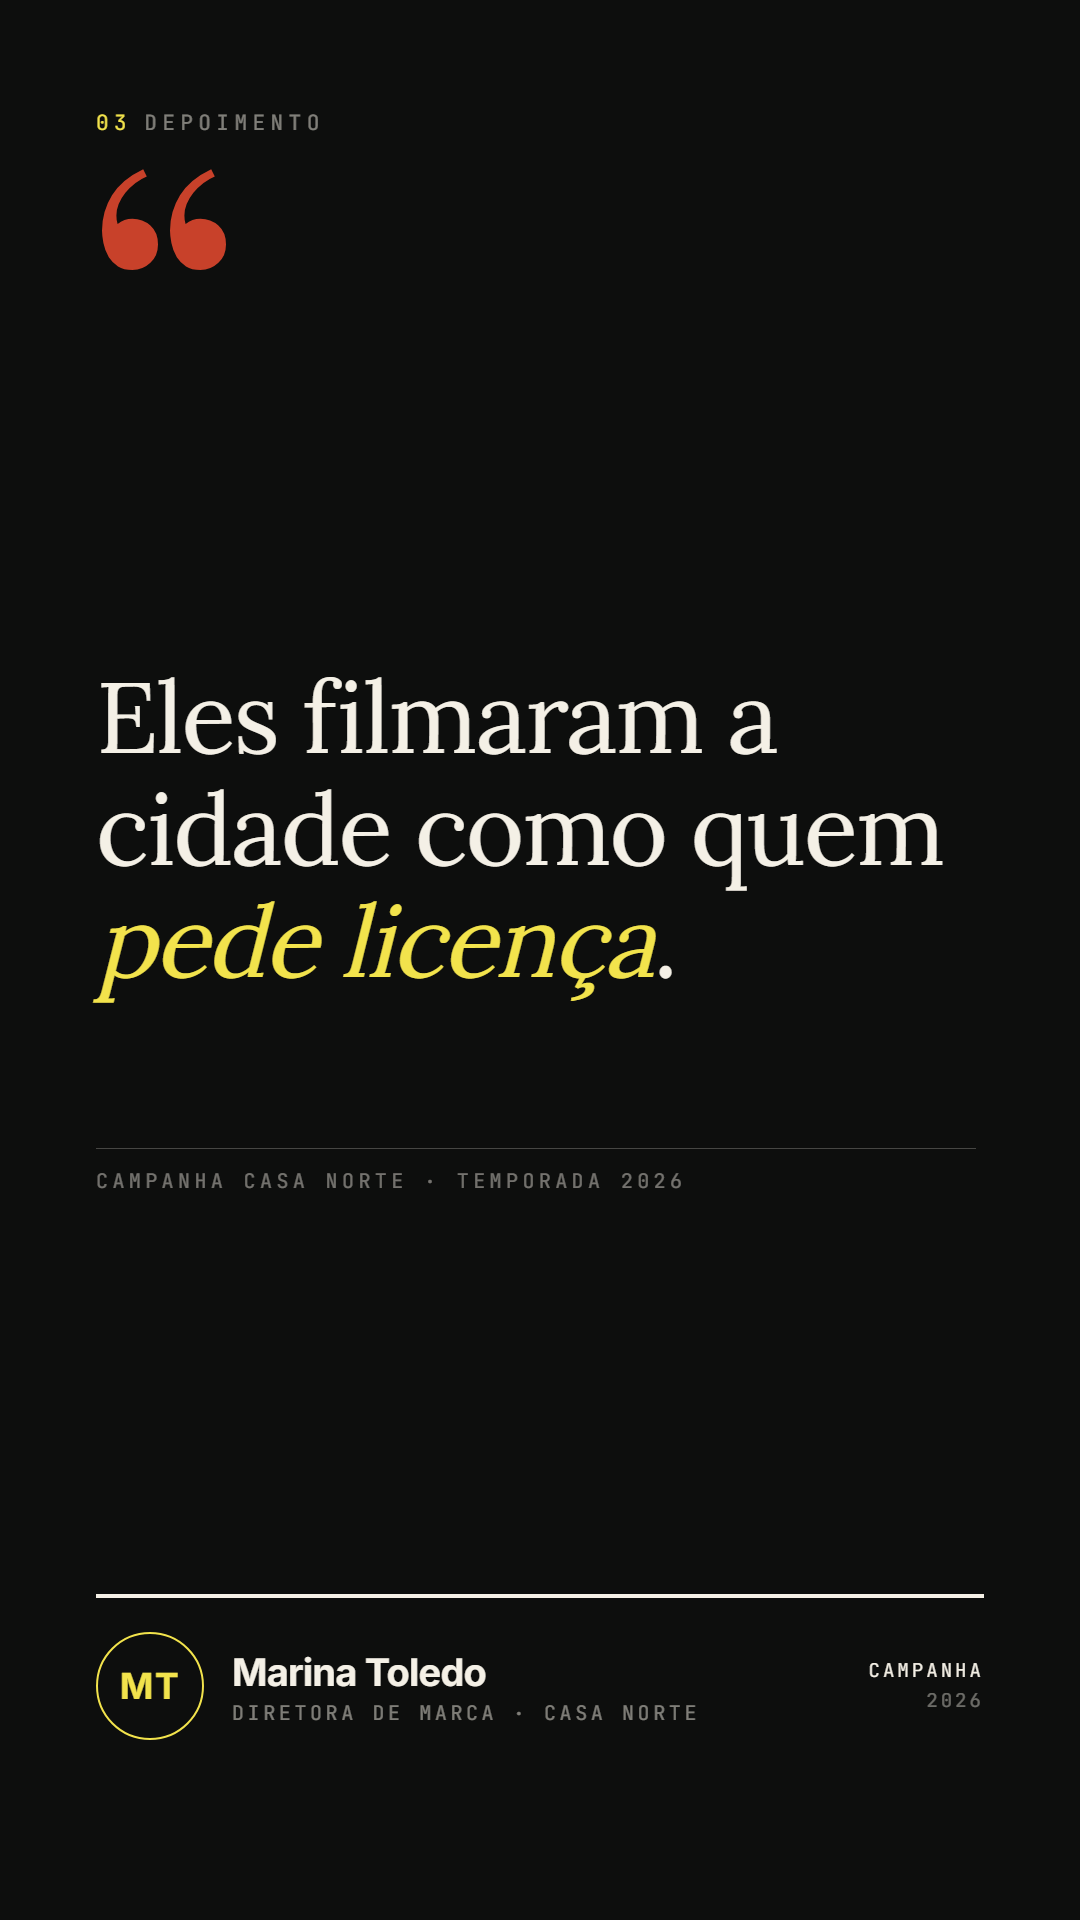 03 DEPOIMENTO
“
Eles filmaram a
cidade como quem
pede licença.
CAMPANHA CASA NORTE · TEMPORADA 2026
MT
Marina Toledo
DIRETORA DE MARCA · CASA NORTE
CAMPANHA
2026